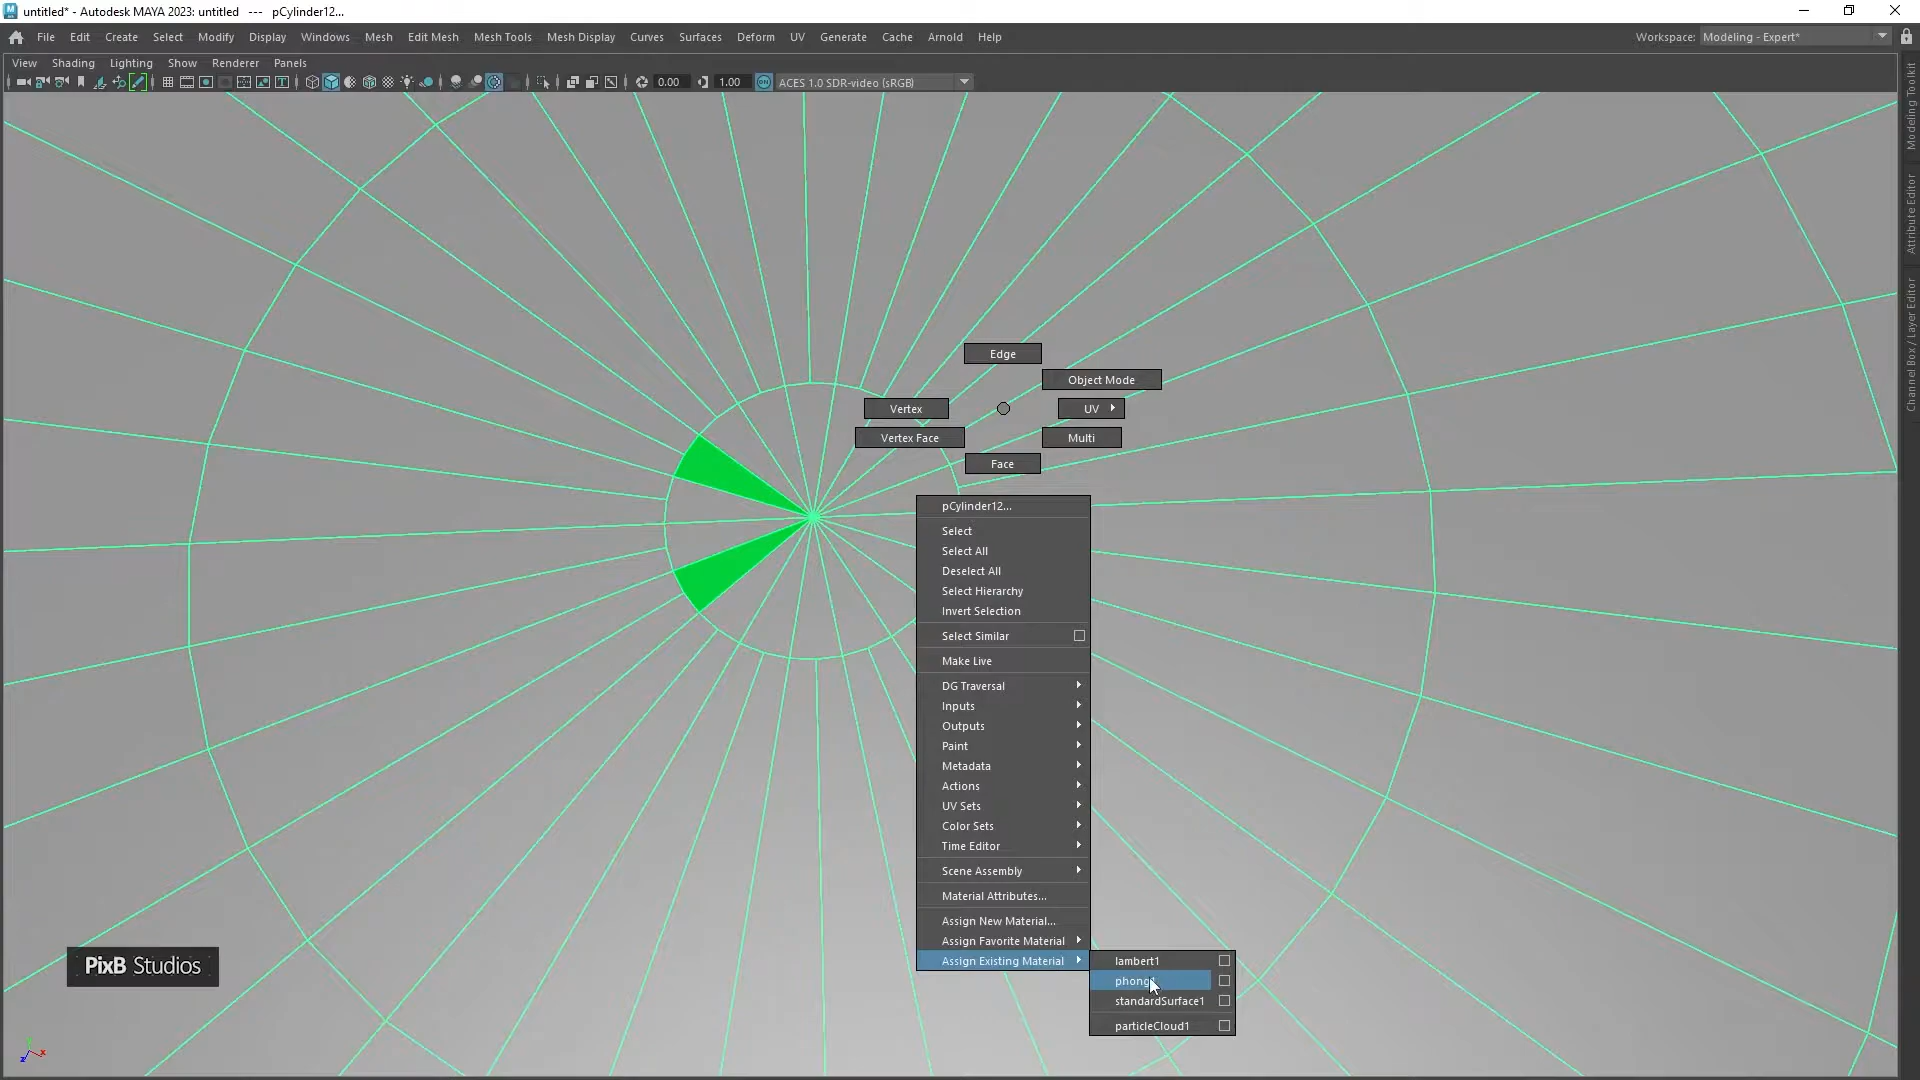 untitled* - Autodesk MAYA 2023: untitled --- pCylinder12...
File Edit Create Select Modify Display Windows Mesh Edit Mesh Mesh Tools Mesh Display Curves Surfaces Deform UV Generate Cache Arnold Help Workspace: Modeling - Expert*
View Shading Lighting Show Renderer Panels
0.00 1.00 ON ACES 1.0 SDR-video (sRGB)
Modeling Toolkit
Attribute Editor
Channel Box / Layer Editor
Edge
Object Mode
Vertex
UV
Vertex Face
Multi
Face
pCylinder12...
Select
Select All
Deselect All
Select Hierarchy
Invert Selection
Select Similar
Make Live
DG Traversal
Inputs
Outputs
Paint
Metadata
Actions
UV Sets
Color Sets
Time Editor
Scene Assembly
Material Attributes...
Assign New Material...
Assign Favorite Material
Assign Existing Material
lambert1
phong
standardSurface1
particleCloud1
PixB Studios